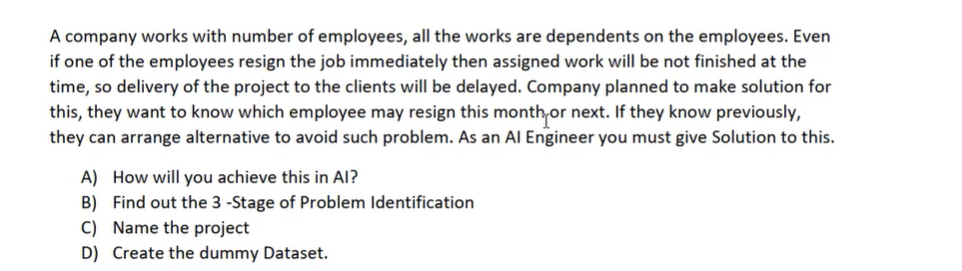 A company works with number of employees, all the works are dependents on the employees. Even
if one of the employees resign the job immediately then assigned work will be not finished at the
time, so delivery of the project to the clients will be delayed. Company planned to make solution for
this, they want to know which employee may resign this month or next. If they know previously,
they can arrange alternative to avoid such problem. As an AI Engineer you must give Solution to this.
A) How will you achieve this in AI?
B) Find out the 3 -Stage of Problem Identification
C) Name the project
D) Create the dummy Dataset.